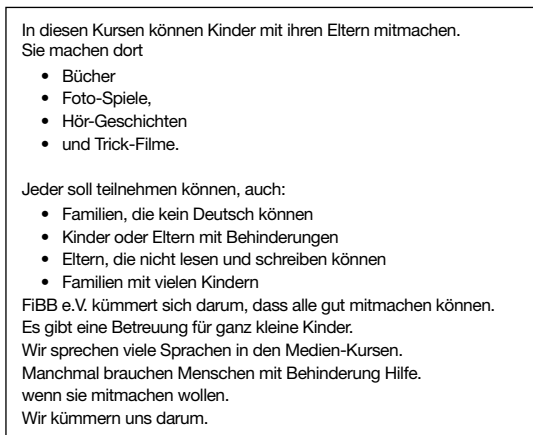 In diesen Kursen können Kinder mit ihren Eltern mitmachen.
Sie machen dort
• Bücher
• Foto-Spiele,
• Hör-Geschichten
• und Trick-Filme.
Jeder soll teilnehmen können, auch:
• Familien, die kein Deutsch können
• Kinder oder Eltern mit Behinderungen
• Eltern, die nicht lesen und schreiben können
• Familien mit vielen Kindern
FiBB e.V. kümmert sich darum, dass alle gut mitmachen können.
Es gibt eine Betreuung für ganz kleine Kinder.
Wir sprechen viele Sprachen in den Medien-Kursen.
Manchmal brauchen Menschen mit Behinderung Hilfe.
wenn sie mitmachen wollen.
Wir kümmern uns darum.